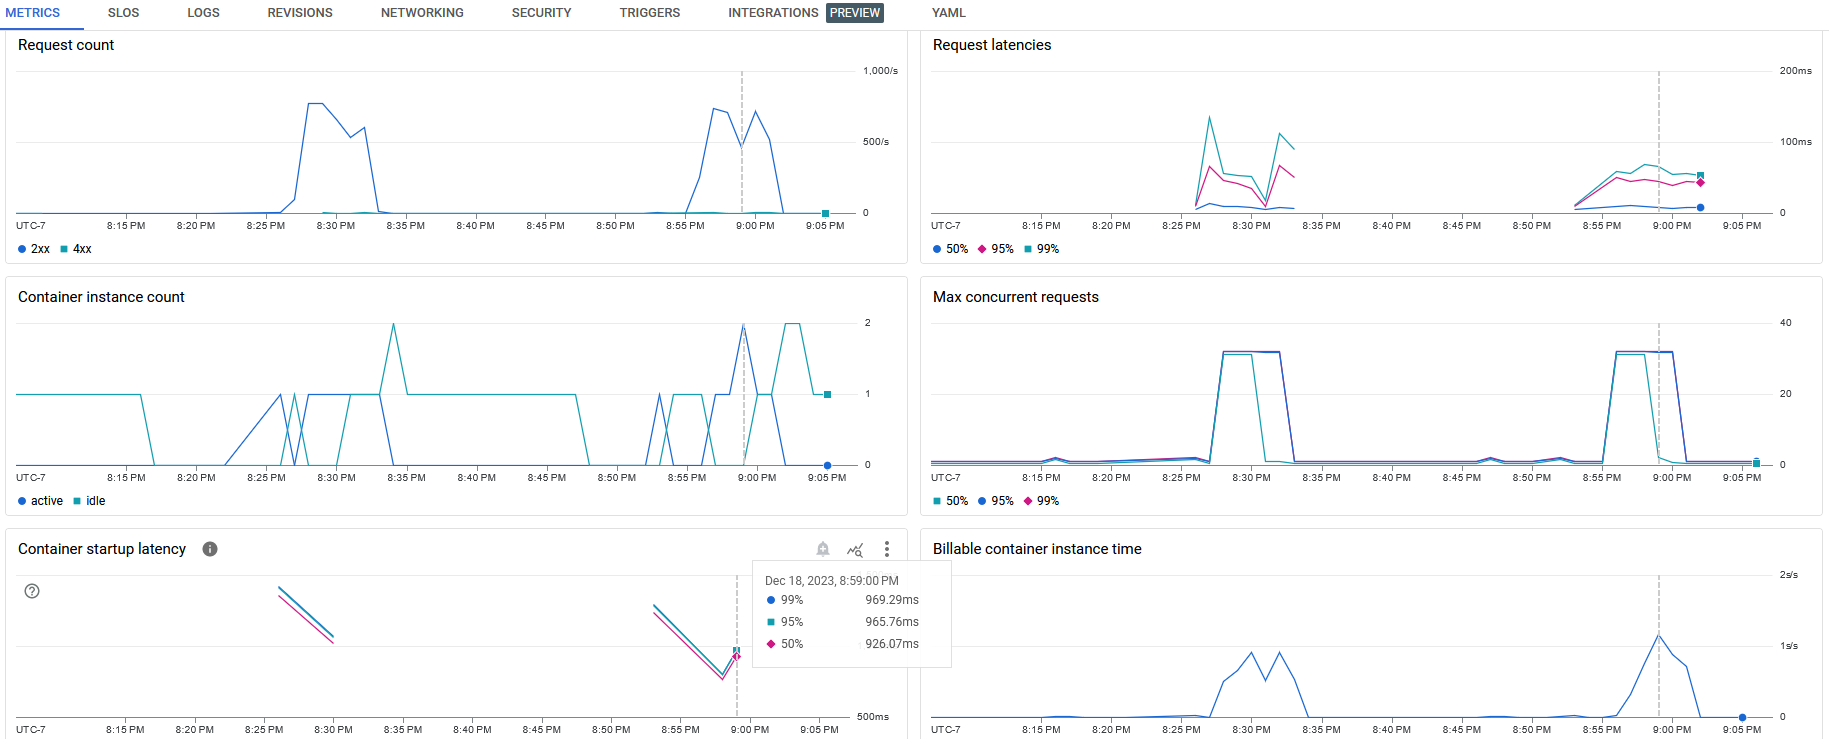 METRICS SLOS LOGS REVISIONS NETWORKING SECURITY TRIGGERS INTEGRATIONS PREVIEW YAML
Request count
1,000/s
500/s
0
UTC-7 8:15 PM 8:20 PM 8:25 PM 8:30 PM 8:35 PM 8:40 PM 8:45 PM 8:50 PM 8:55 PM 9:00 PM 9:05 PM
2xx 4xx
Request latencies
200ms
100ms
0
UTC-7 8:15 PM 8:20 PM 8:25 PM 8:30 PM 8:35 PM 8:40 PM 8:45 PM 8:50 PM 8:55 PM 9:00 PM 9:05 PM
50% 95% 99%
Container instance count
2
1
0
UTC-7 8:15 PM 8:20 PM 8:25 PM 8:30 PM 8:35 PM 8:40 PM 8:45 PM 8:50 PM 8:55 PM 9:00 PM 9:05 PM
active idle
Max concurrent requests
40
20
0
UTC-7 8:15 PM 8:20 PM 8:25 PM 8:30 PM 8:35 PM 8:40 PM 8:45 PM 8:50 PM 8:55 PM 9:00 PM 9:05 PM
50% 95% 99%
Container startup latency
Dec 18, 2023, 8:59:00 PM
99% 969.29ms
95% 965.76ms
50% 926.07ms
500ms
UTC-7 8:15 PM 8:20 PM 8:25 PM 8:30 PM 8:35 PM 8:40 PM 8:45 PM 8:50 PM 8:55 PM 9:00 PM 9:05 PM
Billable container instance time
2s/s
1s/s
0
UTC-7 8:15 PM 8:20 PM 8:25 PM 8:30 PM 8:35 PM 8:40 PM 8:45 PM 8:50 PM 8:55 PM 9:00 PM 9:05 PM